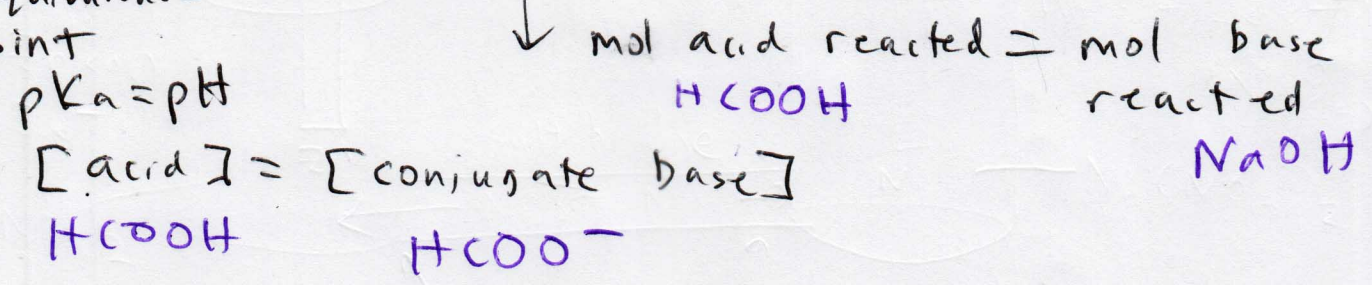 int
pKa = pH
[acid] = [conjugate base]
HCOOH HCOO⁻
↓ mol acid reacted = mol base reacted
HCOOH NaOH